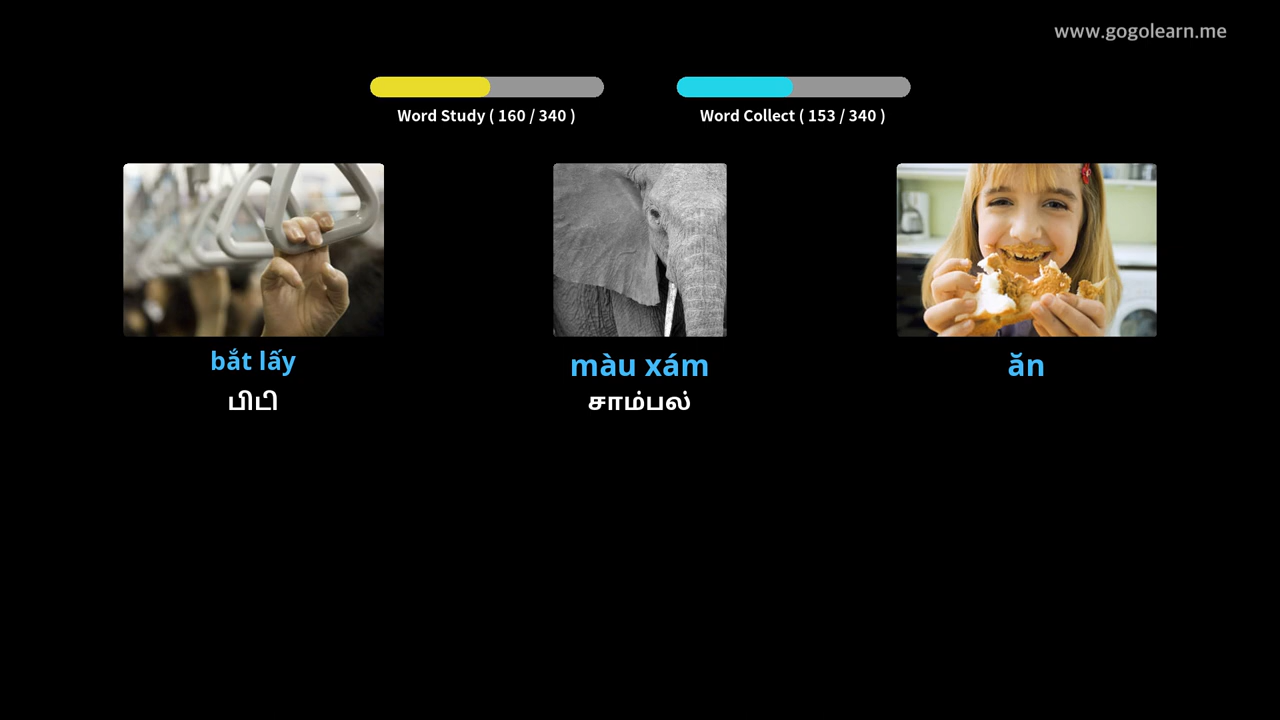 www.gogolearn.me
Word Study ( 160 / 340 )
Word Collect ( 153 / 340 )
bắt lấy
màu xám
ăn
பிடி
சாம்பல்